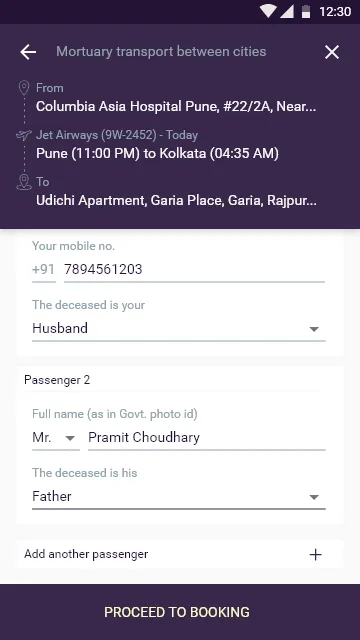 12:30
Mortuary transport between cities
From
Columbia Asia Hospital Pune, #22/2A, Near...
Jet Airways (9W-2452) - Today
Pune (11:00 PM) to Kolkata (04:35 AM)
To
Udichi Apartment, Garia Place, Garia, Rajpur...
Your mobile no.
+91 7894561203
The deceased is your
Husband
Passenger 2
Full name (as in Govt. photo id)
Mr. Pramit Choudhary
The deceased is his
Father
Add another passenger +
PROCEED TO BOOKING